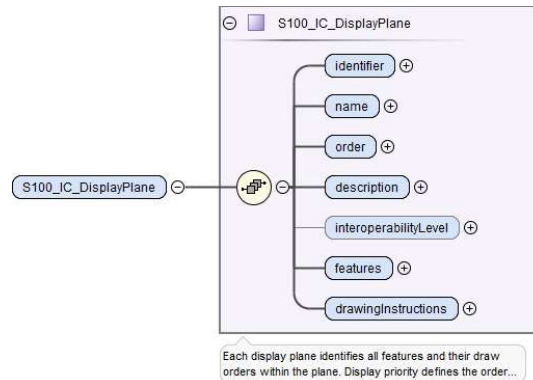 S100_IC_DisplayPlane
identifier
name
order
S100_IC_DisplayPlane
description
interoperabilityLevel
features
drawingInstructions
Each display plane identifies all features and their draw
orders within the plane. Display priority defines the order...